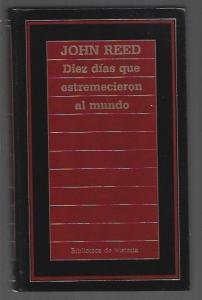 JOHN REED
Diez días que
estremecieron
al mundo
Biblioteca de Historia